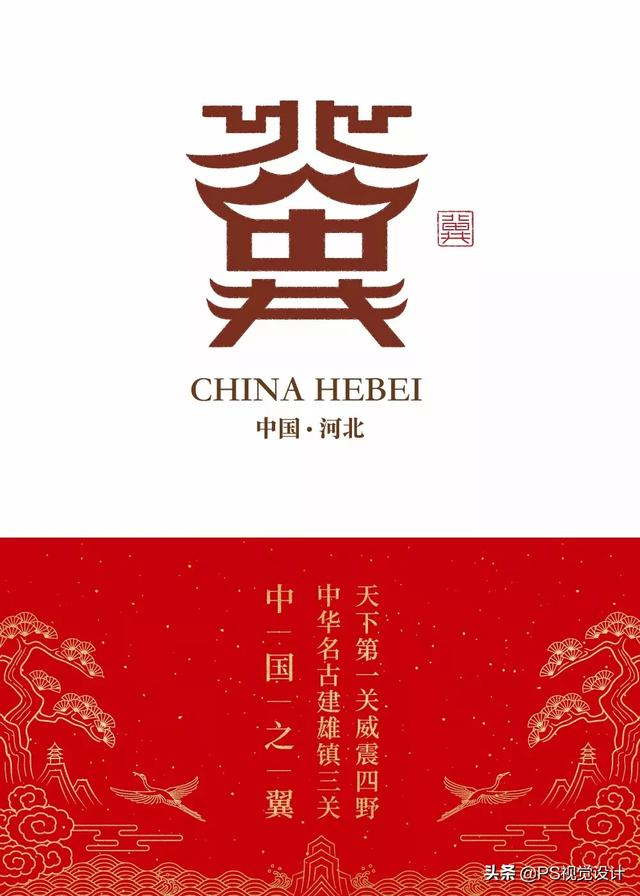 冀
冀
CHINA HEBEI
中国·河北
天下第一关威震四野
中华名古建雄镇三关
中国之翼
头条 @PS视觉设计